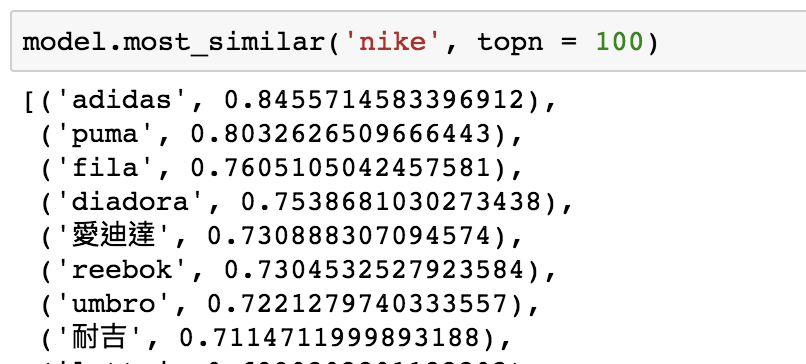 model.most_similar('nike', topn = 100)
[('adidas', 0.8455714583396912),
('puma', 0.8032626509666443),
('fila', 0.7605105042457581),
('diadora', 0.7538681030273438),
('愛迪達', 0.730888307094574),
('reebok', 0.7304532527923584),
('umbro', 0.7221279740333557),
('耐吉', 0.7114711999893188),